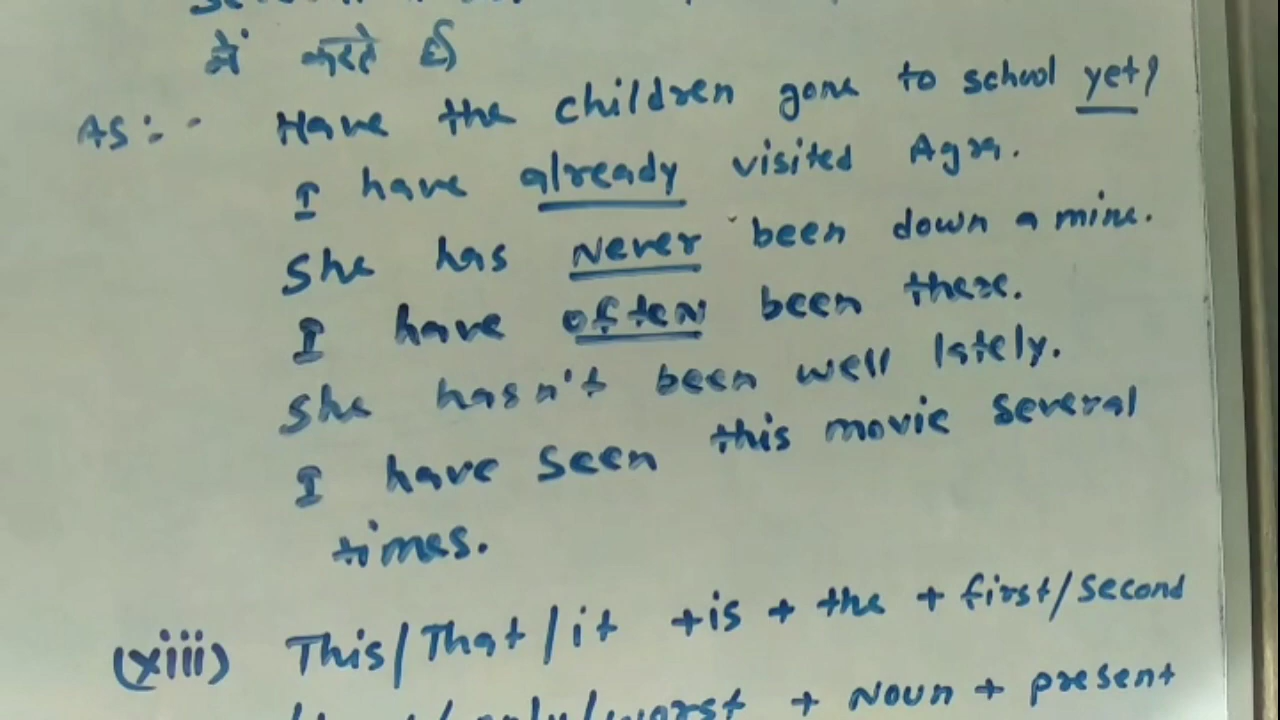 में करते हैं
AS:- Have the children gone to school yet?
I have already visited Agra.
She has never been down a mine.
I have often been there.
She hasn't been well lately.
I have seen this movie several
times.
(xiii) This/That/it +is + the + first/second
only/worst + Noun + present